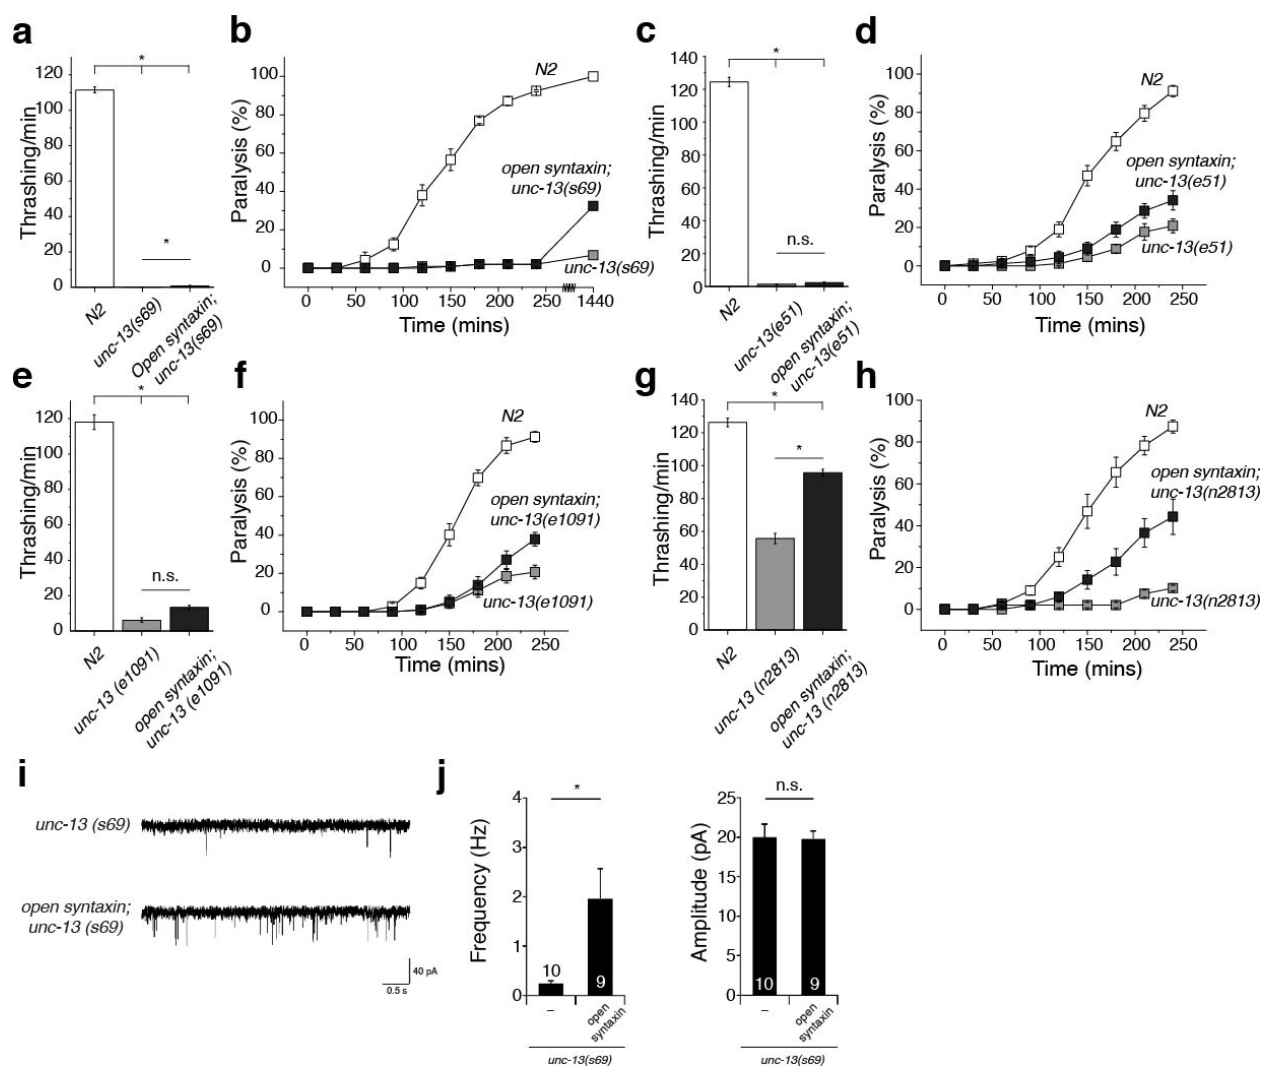 a
Thrashing/min
120
100
80
60
40
20
0
*
*
N2
unc-13(s69)
Open syntaxin;
unc-13(s69)
b
Paralysis (%)
100
80
60
40
20
0
N2
open syntaxin;
unc-13(s69)
unc-13(s69)
0 50 100 150 200 250 1440
Time (mins)
c
Thrashing/min
140
120
100
80
60
40
20
0
*
n.s.
N2
unc-13(e51)
open syntaxin;
unc-13(e51)
d
Paralysis (%)
100
80
60
40
20
0
N2
open syntaxin;
unc-13(e51)
unc-13(e51)
0 50 100 150 200 250
Time (mins)
e
Thrashing/min
120
100
80
60
40
20
0
*
n.s.
N2
unc-13 (e1091)
open syntaxin;
unc-13 (e1091)
f
Paralysis (%)
100
80
60
40
20
0
N2
open syntaxin;
unc-13(e1091)
unc-13(e1091)
0 50 100 150 200 250
Time (mins)
g
Thrashing/min
140
120
100
80
60
40
20
0
*
*
N2
unc-13 (n2813)
open syntaxin;
unc-13 (n2813)
h
Paralysis (%)
100
80
60
40
20
0
N2
open syntaxin;
unc-13(n2813)
unc-13(n2813)
0 50 100 150 200 250
Time (mins)
i
unc-13 (s69)
open syntaxin;
unc-13 (s69)
40 pA
0.5 s
j
Frequency (Hz)
4
3
2
1
0
*
10
9
–
open
syntaxin
unc-13(s69)
Amplitude (pA)
25
20
15
10
5
0
n.s.
10
9
–
open
syntaxin
unc-13(s69)